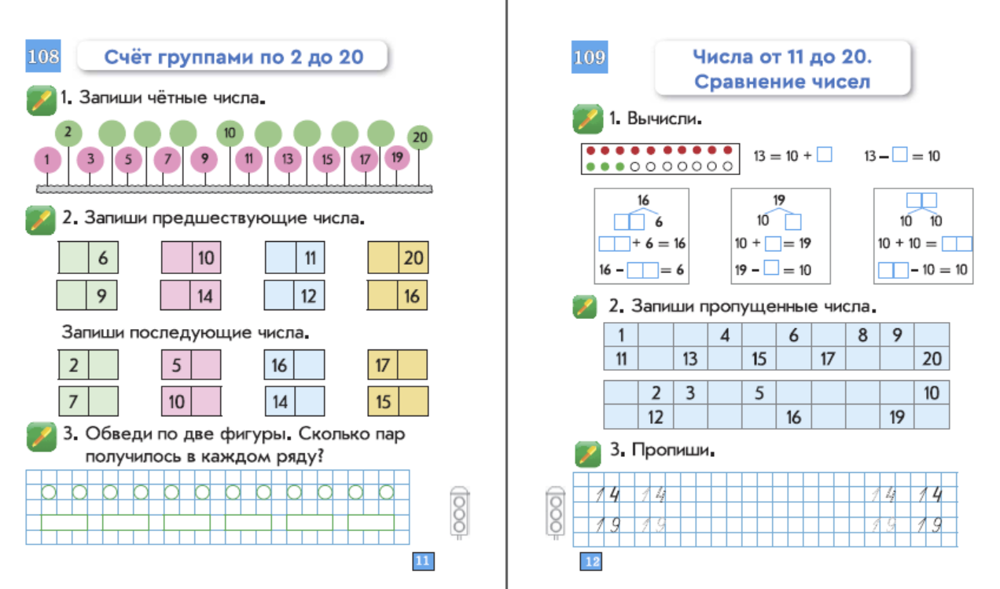 108
Счёт группами по 2 до 20
1. Запиши чётные числа.
2 10 20
1 3 5 7 9 11 13 15 17 19
2. Запиши предшествующие числа.
6 10 11 20
9 14 12 16
Запиши последующие числа.
2 5 16 17
7 10 14 15
3. Обведи по две фигуры. Сколько пар
получилось в каждом ряду?
11
109
Числа от 11 до 20.
Сравнение чисел
1. Вычисли.
13 = 10 + □ 13 – □ = 10
16 19 □□
□□ 6 10 □ 10 10
□□ + 6 = 16 10 + □ = 19 10 + 10 = □□
16 – □□ = 6 19 – □ = 10 □□ – 10 = 10
2. Запиши пропущенные числа.
1 4 6 8 9
11 13 15 17 20
2 3 5 10
12 16 19
3. Пропиши.
14 14 14 14
19 19 19 19
12